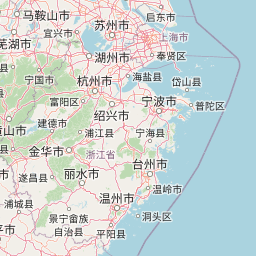 马鞍山市
苏州市
启东市
上海市
宜兴市
芜湖市
湖州市
奉贤区
宁国市
海盐县
岱山县
杭州市
富阳区
宁波市
普陀区
绍兴市
建德市
浦江县
宁海县
金华市
浙江省
台州市
遂昌县
丽水市
温岭市
浦城县
温州市
洞头区
景宁畲族
自治县
平阳县